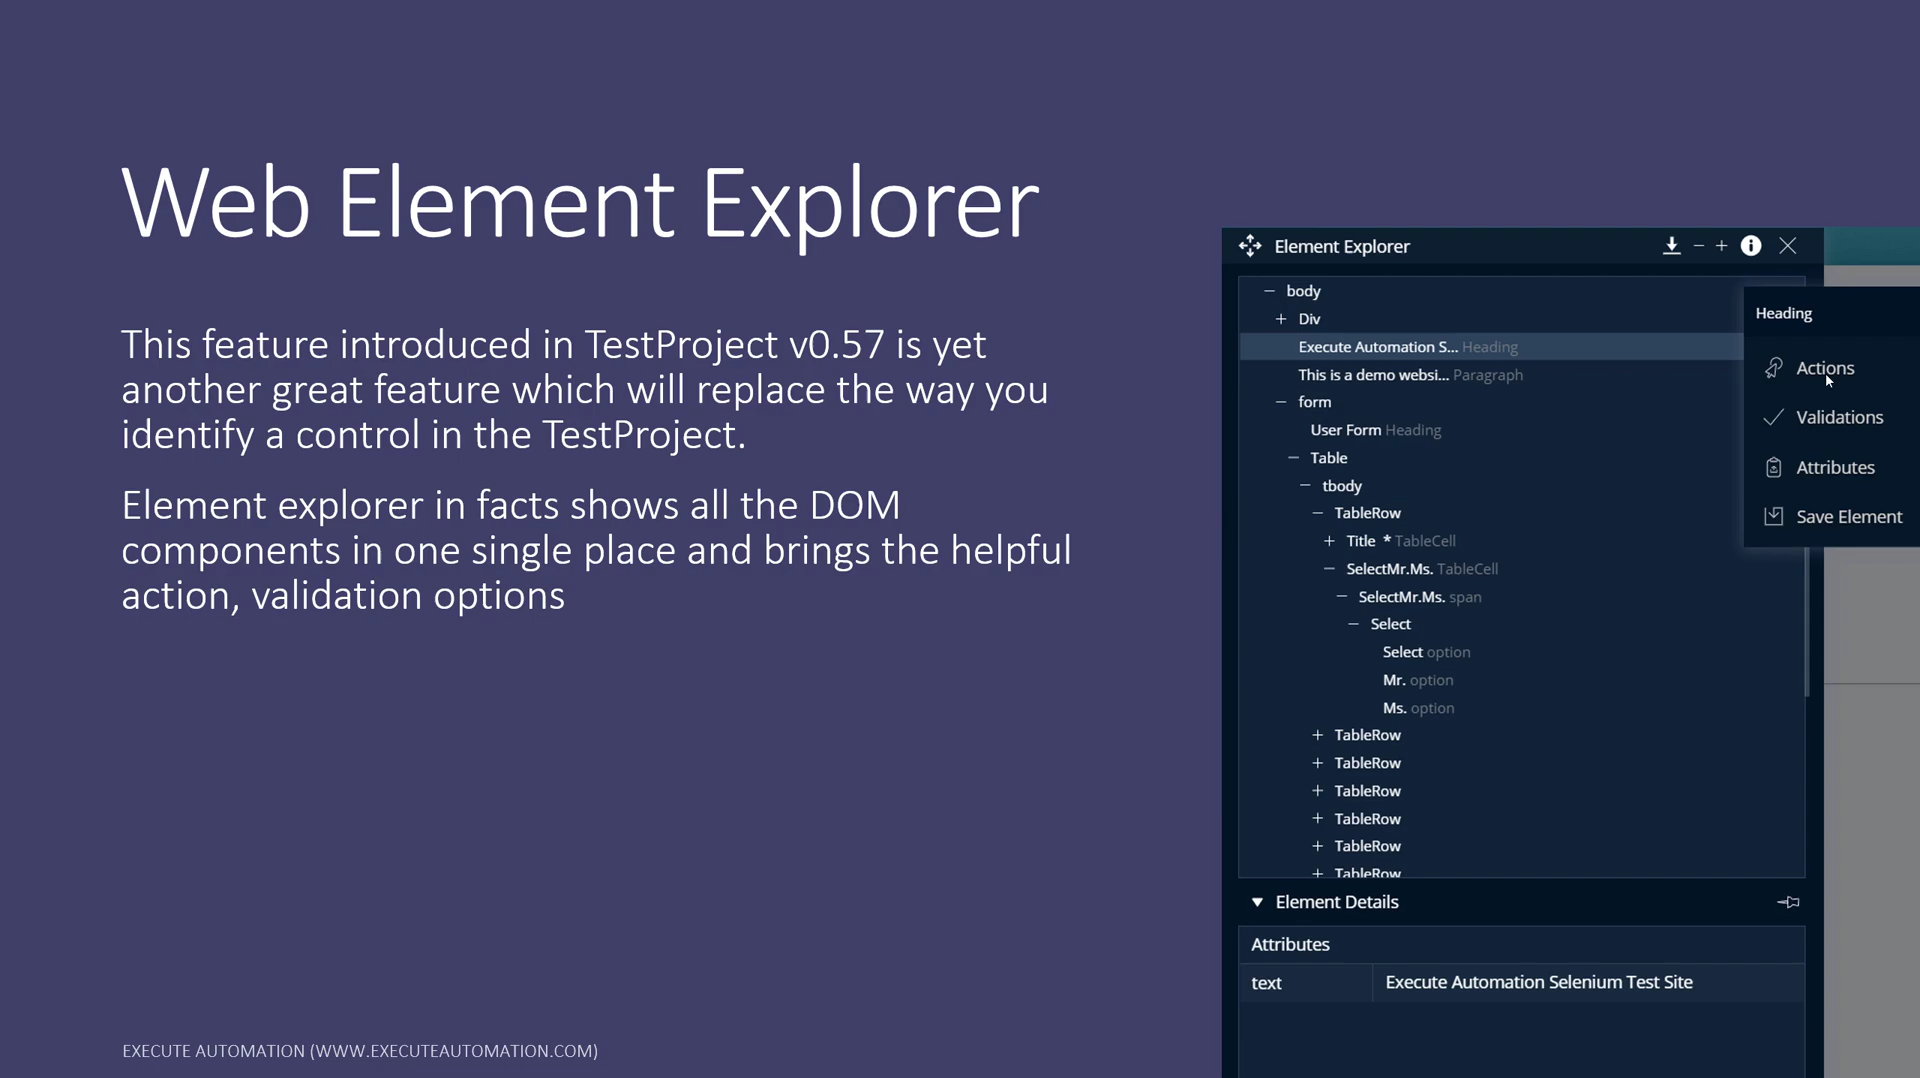 Web Element Explorer
This feature introduced in TestProject v0.57 is yet
another great feature which will replace the way you
identify a control in the TestProject.
Element explorer in facts shows all the DOM
components in one single place and brings the helpful
action, validation options
EXECUTE AUTOMATION (WWW.EXECUTEAUTOMATION.COM)
Element Explorer
body
Div
Execute Automation S... Heading
This is a demo websi... Paragraph
form
User Form Heading
Table
tbody
TableRow
Title * TableCell
SelectMr.Ms. TableCell
SelectMr.Ms. span
Select
Select option
Mr. option
Ms. option
TableRow
TableRow
TableRow
TableRow
TableRow
TableRow
Heading
Actions
Validations
Attributes
Save Element
Element Details
Attributes
text Execute Automation Selenium Test Site